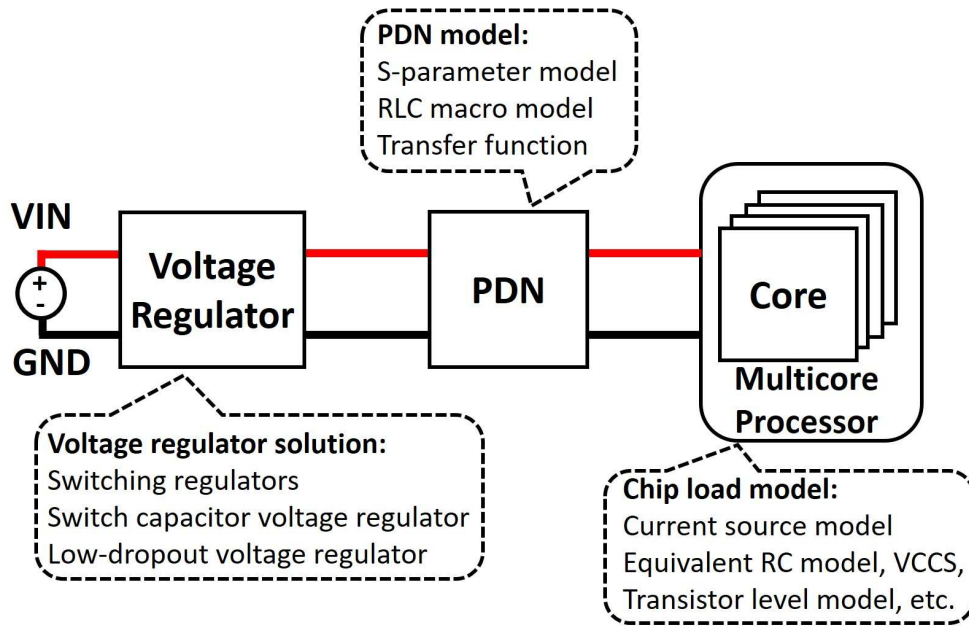 PDN model:
S-parameter model
RLC macro model
Transfer function
VIN
+
-
GND
Voltage
Regulator
PDN
Core
Multicore
Processor
Voltage regulator solution:
Switching regulators
Switch capacitor voltage regulator
Low-dropout voltage regulator
Chip load model:
Current source model
Equivalent RC model, VCCS,
Transistor level model, etc.